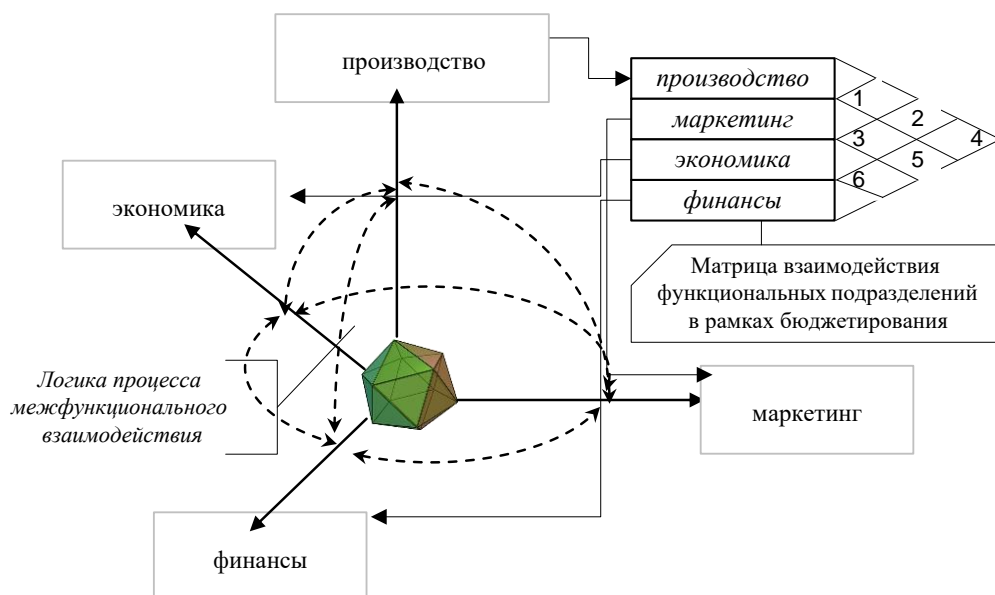 производство
производство
1
маркетинг
2
3
4
экономика
5
6
финансы
экономика
Матрица взаимодействия
функциональных подразделений
в рамках бюджетирования
Логика процесса
межфункционального
взаимодействия
маркетинг
финансы